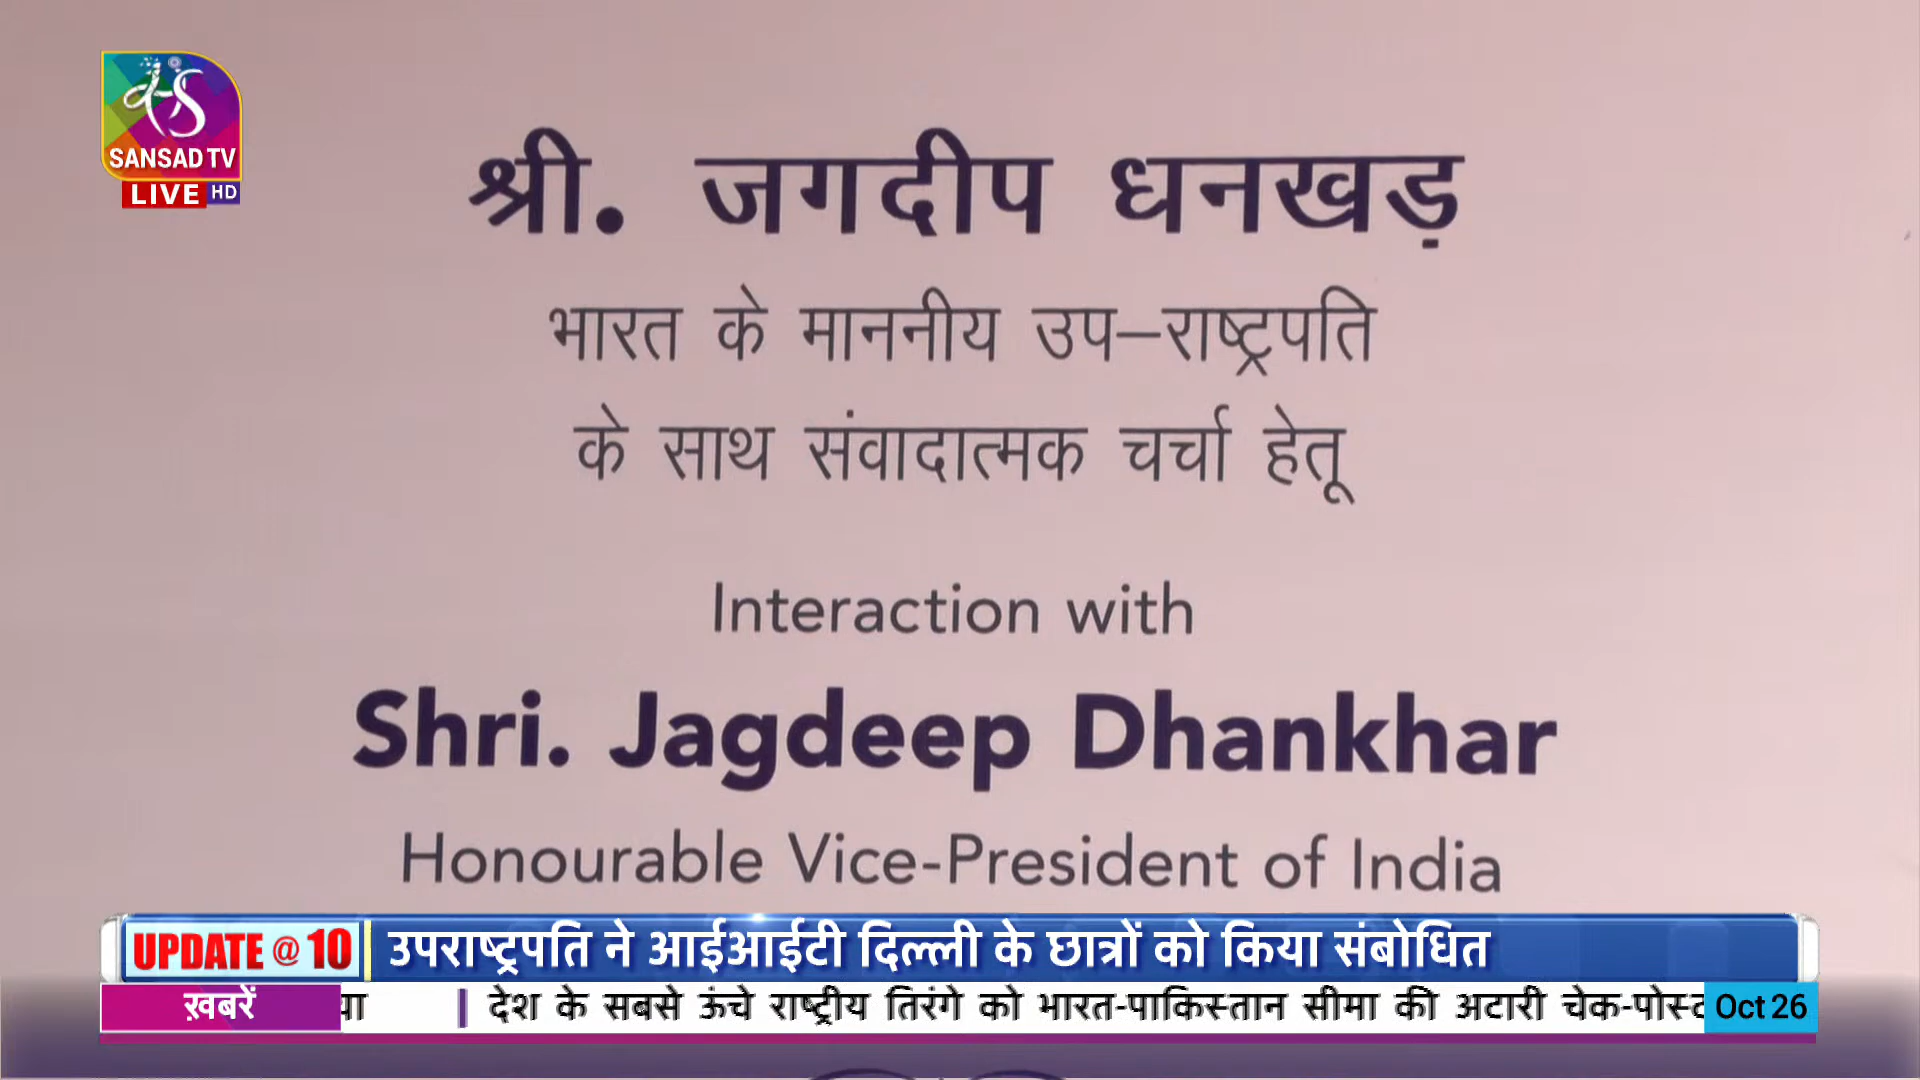 SANSAD TV
LIVE HD
श्री. जगदीप धनखड़
भारत के माननीय उप–राष्ट्रपति
के साथ संवादात्मक चर्चा हेतू
Interaction with
Shri. Jagdeep Dhankhar
Honourable Vice-President of India
UPDATE @ 10
उपराष्ट्रपति ने आईआईटी दिल्ली के छात्रों को किया संबोधित
ख़बरें
देश के सबसे ऊंचे राष्ट्रीय तिरंगे को भारत-पाकिस्तान सीमा की अटारी चेक-पोस्ट
Oct 26